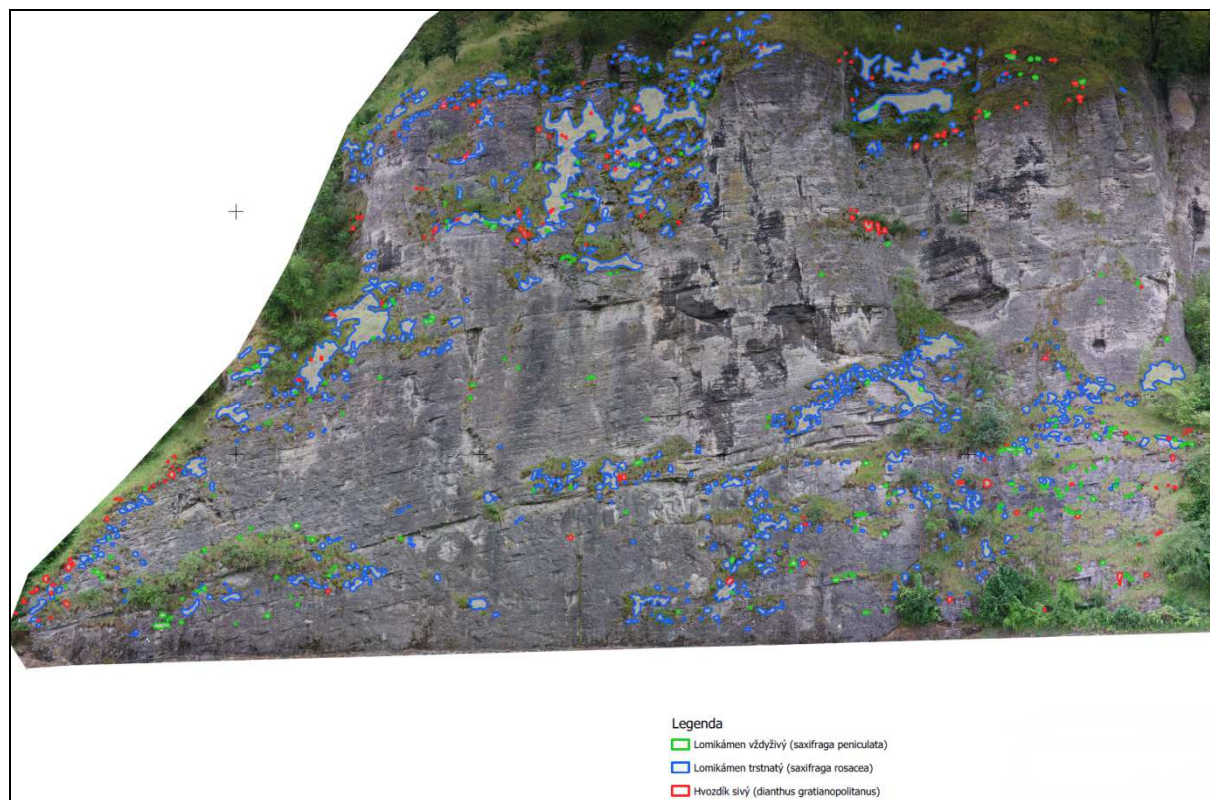 Legenda
Lomikámen vždyživý (saxifraga peniculata)
Lomikámen trstnatý (saxifraga rosacea)
Hvozdík sivý (dianthus gratianopolitanus)